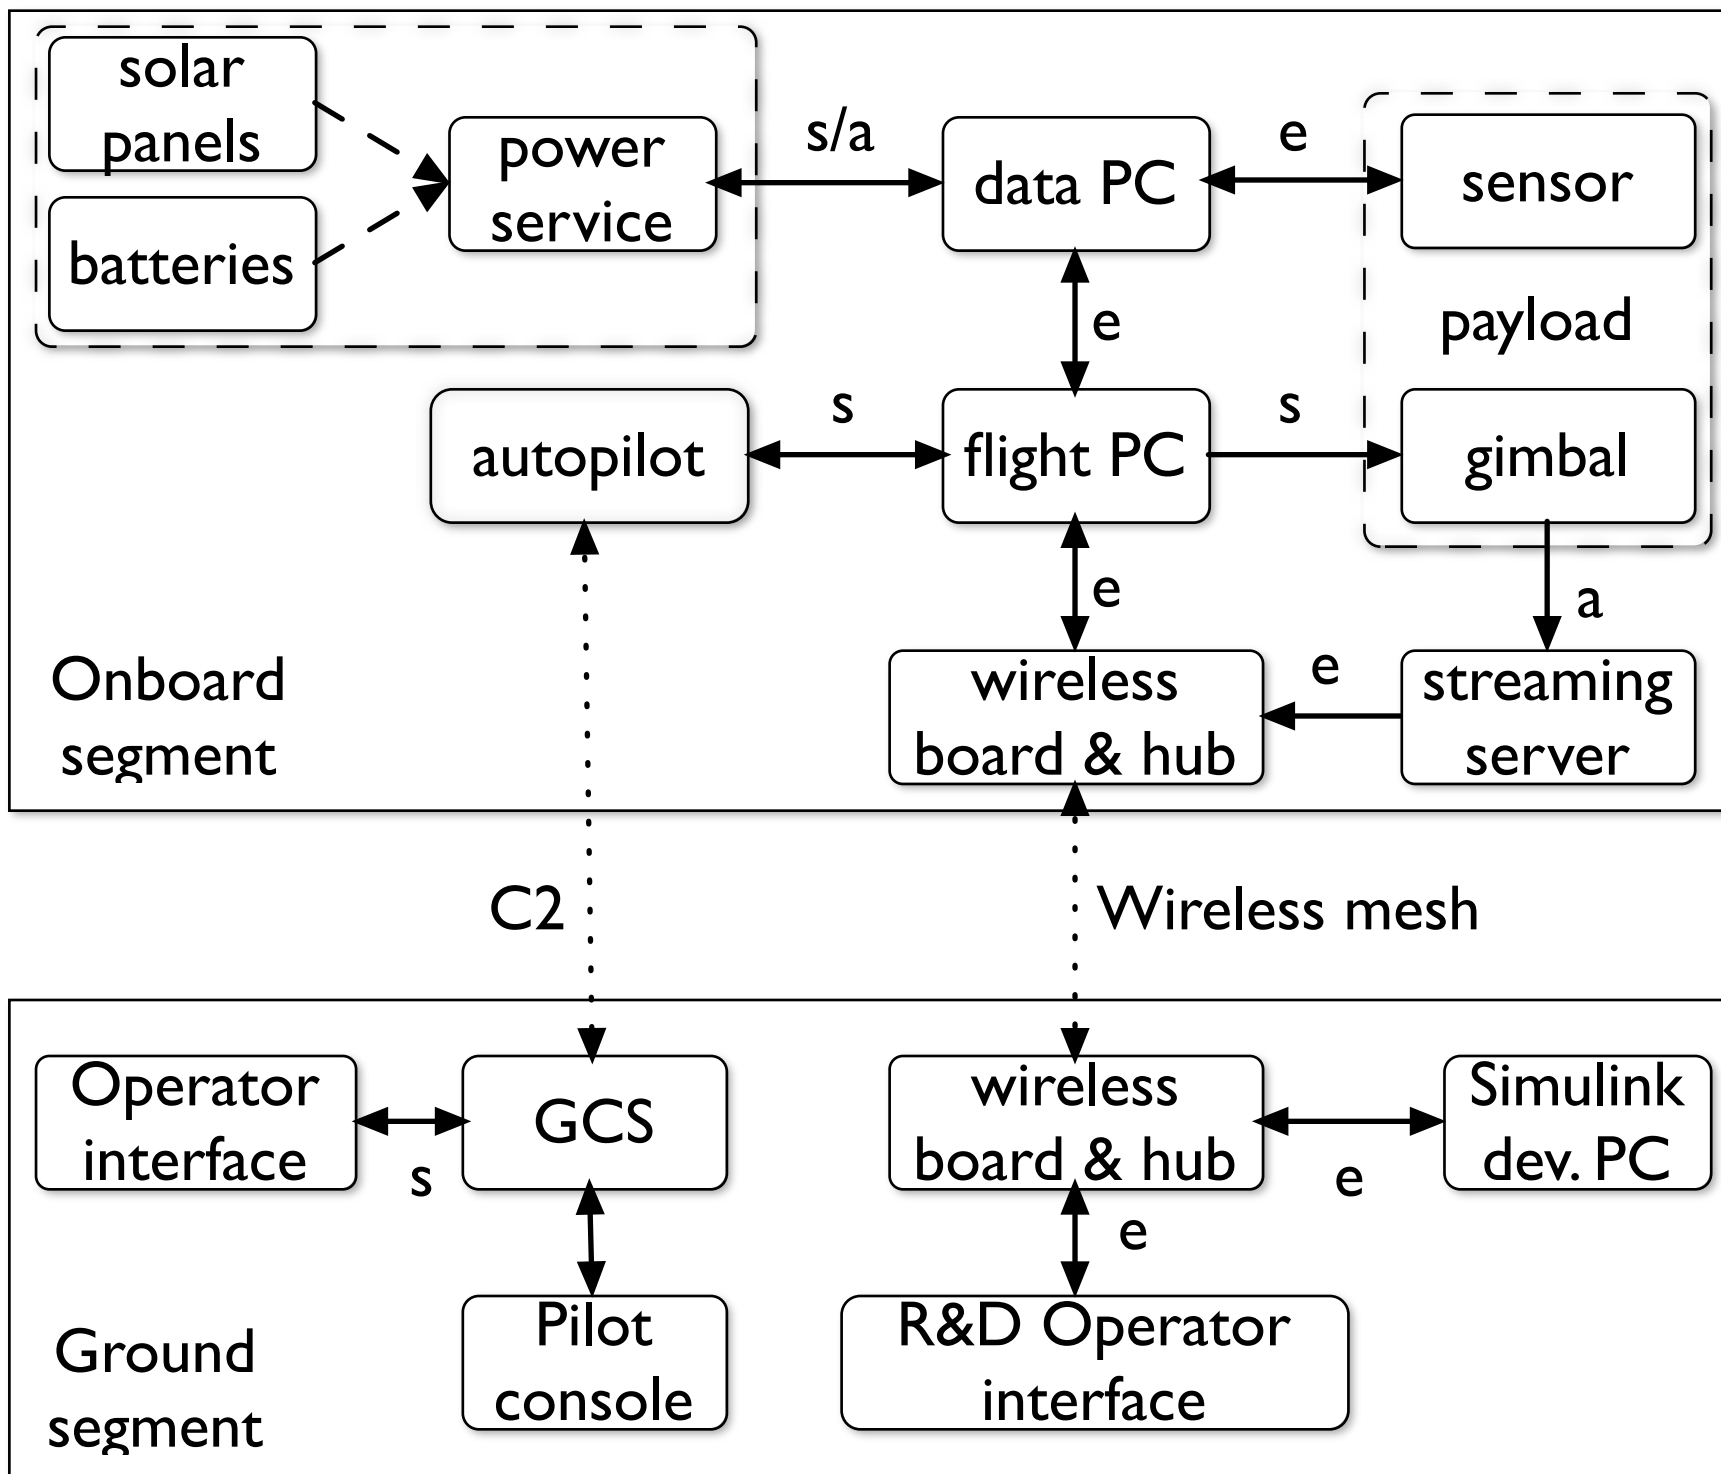 solar
panels
power
service
s/a
data PC
e
sensor
batteries
e
payload
autopilot
s
flight PC
s
gimbal
e
a
Onboard
segment
wireless
board & hub
e
streaming
server
C2
Wireless mesh
Operator
interface
s
GCS
wireless
board & hub
e
Simulink
dev. PC
e
Ground
segment
Pilot
console
R&D Operator
interface